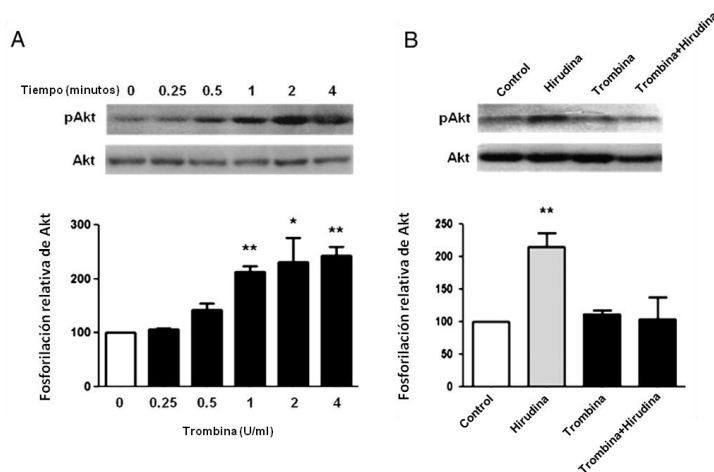 A
Tiempo (minutos) 0 0.25 0.5 1 2 4
pAkt
Akt
Fosforilación relativa de Akt
300
200
100
0
** * **
0 0.25 0.5 1 2 4
Trombina (U/ml)
B
Control Hirudina Trombina Trombina+Hirudina
pAkt
Akt
Fosforilación relativa de Akt
250
200
150
100
50
0
**
Control Hirudina Trombina Trombina+Hirudina